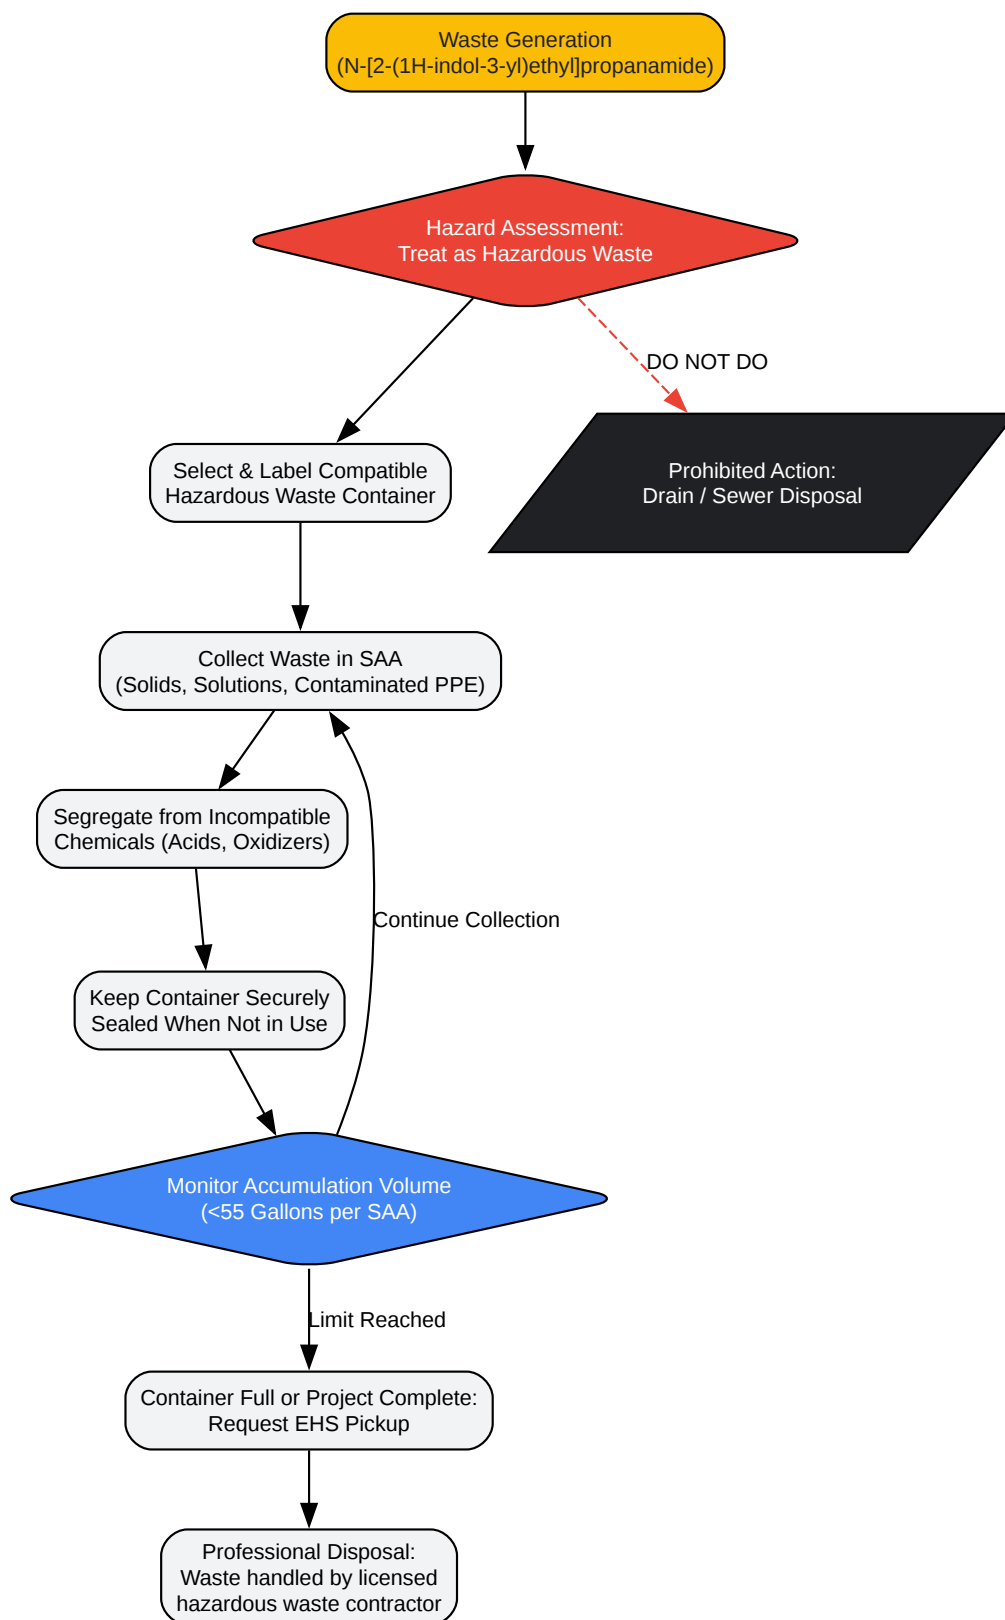 Waste Generation
(N-[2-(1H-indol-3-yl)ethyl]propanamide)
Hazard Assessment:
Treat as Hazardous Waste
DO NOT DO
Prohibited Action:
Drain / Sewer Disposal
Select & Label Compatible
Hazardous Waste Container
Collect Waste in SAA
(Solids, Solutions, Contaminated PPE)
Segregate from Incompatible
Chemicals (Acids, Oxidizers)
Continue Collection
Keep Container Securely
Sealed When Not in Use
Monitor Accumulation Volume
(<55 Gallons per SAA)
Limit Reached
Container Full or Project Complete:
Request EHS Pickup
Professional Disposal:
Waste handled by licensed
hazardous waste contractor